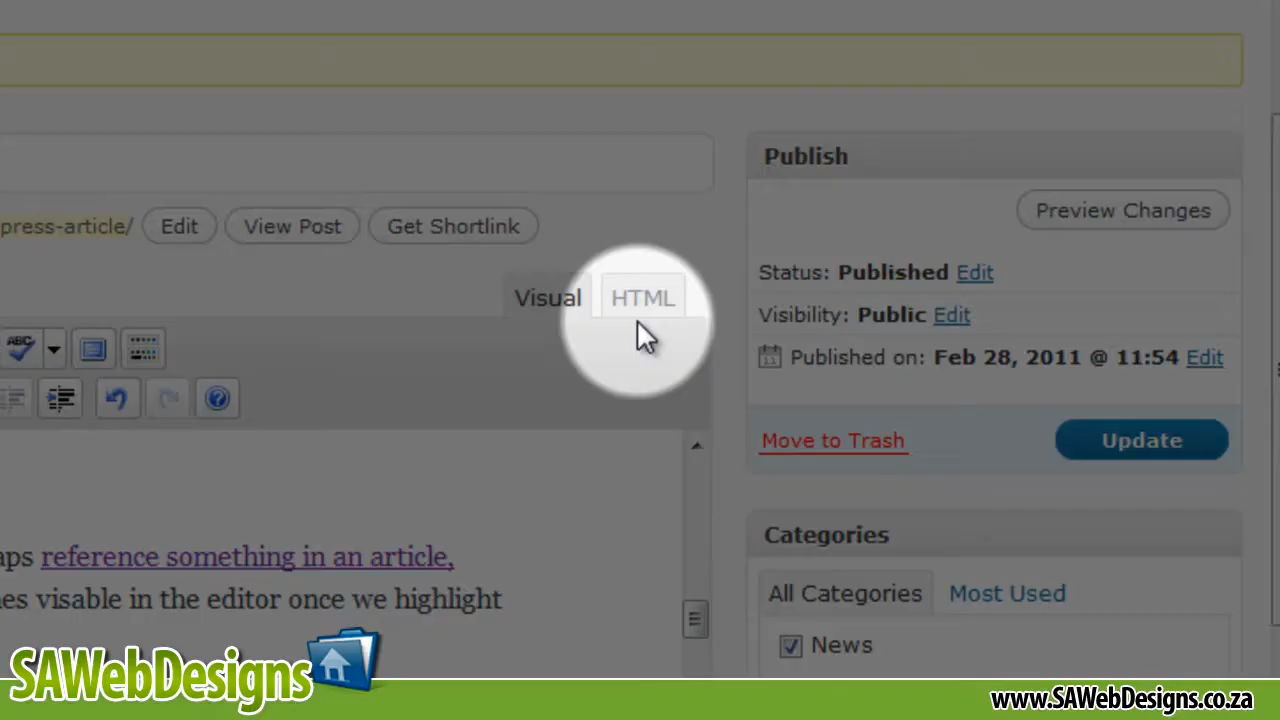 Publish
Preview Changes
press-article/ Edit View Post Get Shortlink
Status: Published Edit
Visual HTML
Visibility: Public Edit
ABC
11 Published on: Feb 28, 2011 @ 11:54 Edit
Move to Trash Update
Categories
aps reference something in an article,
All Categories Most Used
es visable in the editor once we highlight
News
SAWebDesigns
www.SAWebDesigns.co.za